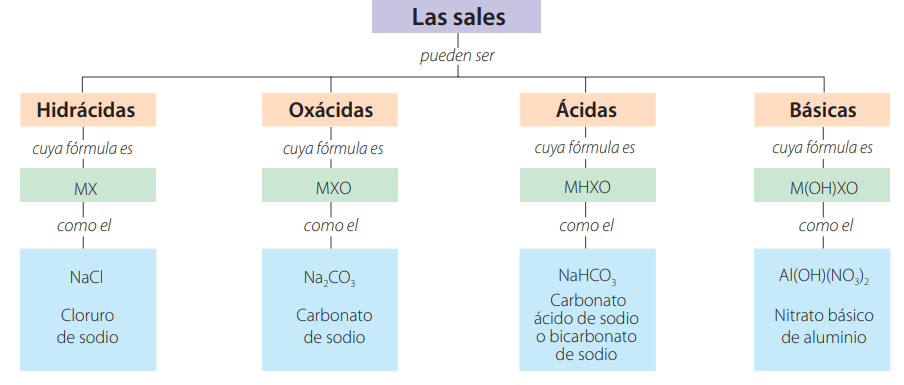 Las sales
pueden ser
Hidrácidas
Oxácidas
Ácidas
Básicas
cuya fórmula es
cuya fórmula es
cuya fórmula es
cuya fórmula es
MX
MXO
MHXO
M(OH)XO
como el
como el
como el
como el
NaCl
Cloruro
de sodio
Na₂CO₃
Carbonato
de sodio
NaHCO₃
Carbonato
ácido de sodio
o bicarbonato
de sodio
Al(OH)(NO₃)₂
Nitrato básico
de aluminio